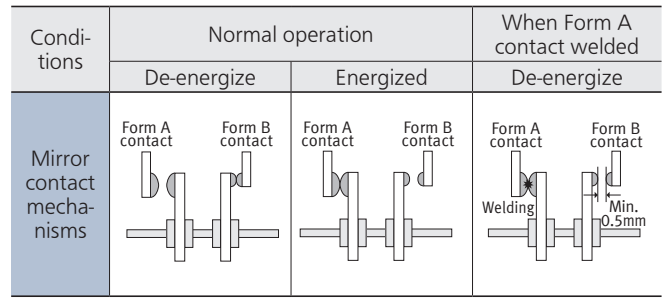 Condi-
tions
Normal operation
When Form A
contact welded
De-energize
Energized
De-energize
Mirror
contact
mecha-
nisms
Form A
contact
Form B
contact
Form A
contact
Form B
contact
Form A
contact
Form B
contact
Welding
Min.
0.5mm